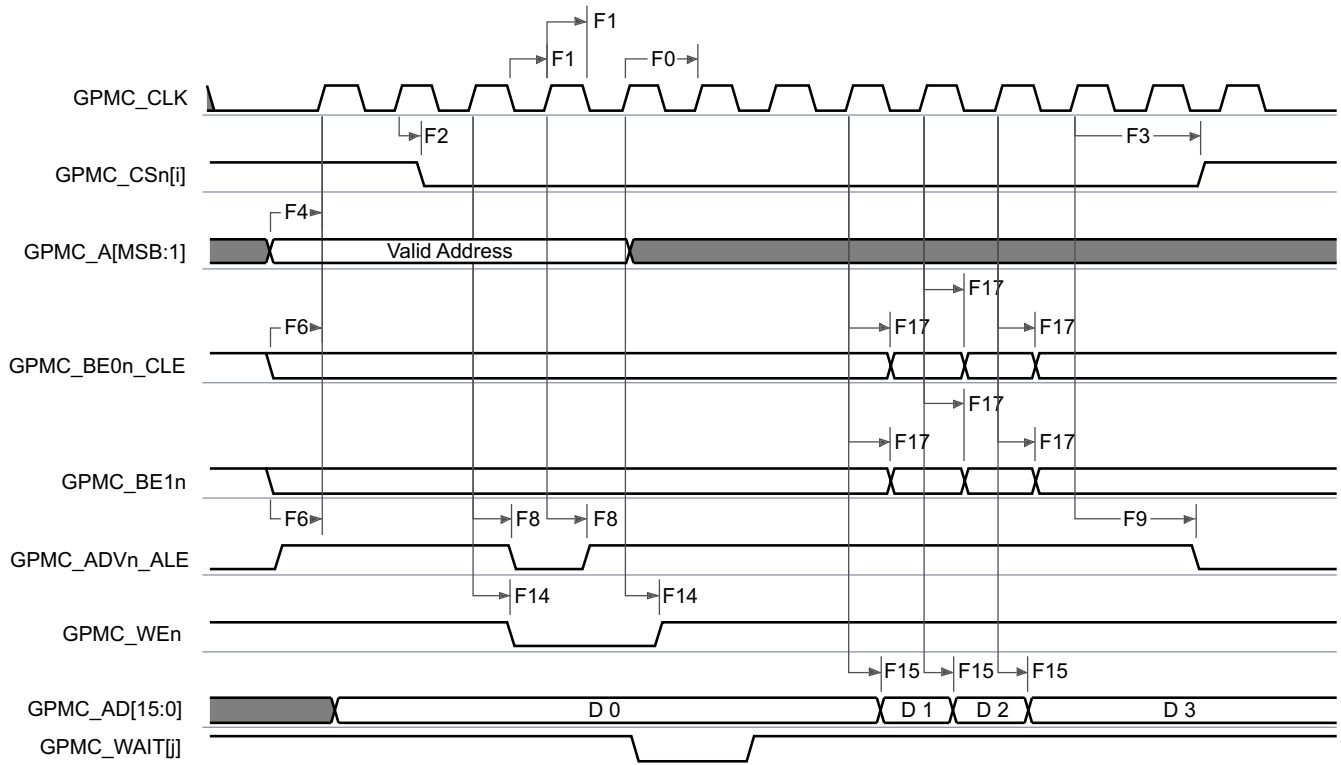 F1
F1 F0
GPMC_CLK
F2 F3
GPMC_CSn[i]
F4
GPMC_A[MSB:1] Valid Address
F17
F6 F17 F17
GPMC_BE0n_CLE
F17
F17 F17
GPMC_BE1n
F6 F8 F8 F9
GPMC_ADVn_ALE
F14 F14
GPMC_WEn
F15 F15 F15
GPMC_AD[15:0] D 0 D 1 D 2 D 3
GPMC_WAIT[j]